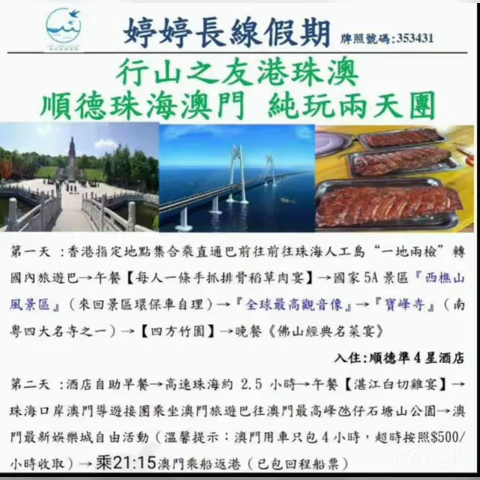 婷婷長線假期 牌照號碼:353431
行山之友港珠澳
順德珠海澳門 純玩兩天團
第一天 :香港指定地點集合乘直通巴前往前往珠海人工島“一地兩檢”轉
國內旅遊巴→午餐【每人一條手抓排骨稻草肉宴】→國家5A景區『西樵山
風景區』(來回景區環保車自理)→『全球最高觀音像』→『寶峰寺』(南
粵四大名寺之一)→【四方竹園】→晚餐《佛山經典名菜宴》
入住:順德準4星酒店
第二天 :酒店自助早餐→高速珠海約 2.5 小時→午餐【湛江白切雞宴】→
珠海口岸澳門導遊接團乘坐澳門旅遊巴往澳門最高峰氹仔石塘山公園→澳
門最新娛樂城自由活動(溫馨提示:澳門用車只包4小時,超時按照$500/
小時收取)→乘21:15澳門乘船返港(已包回程船票)